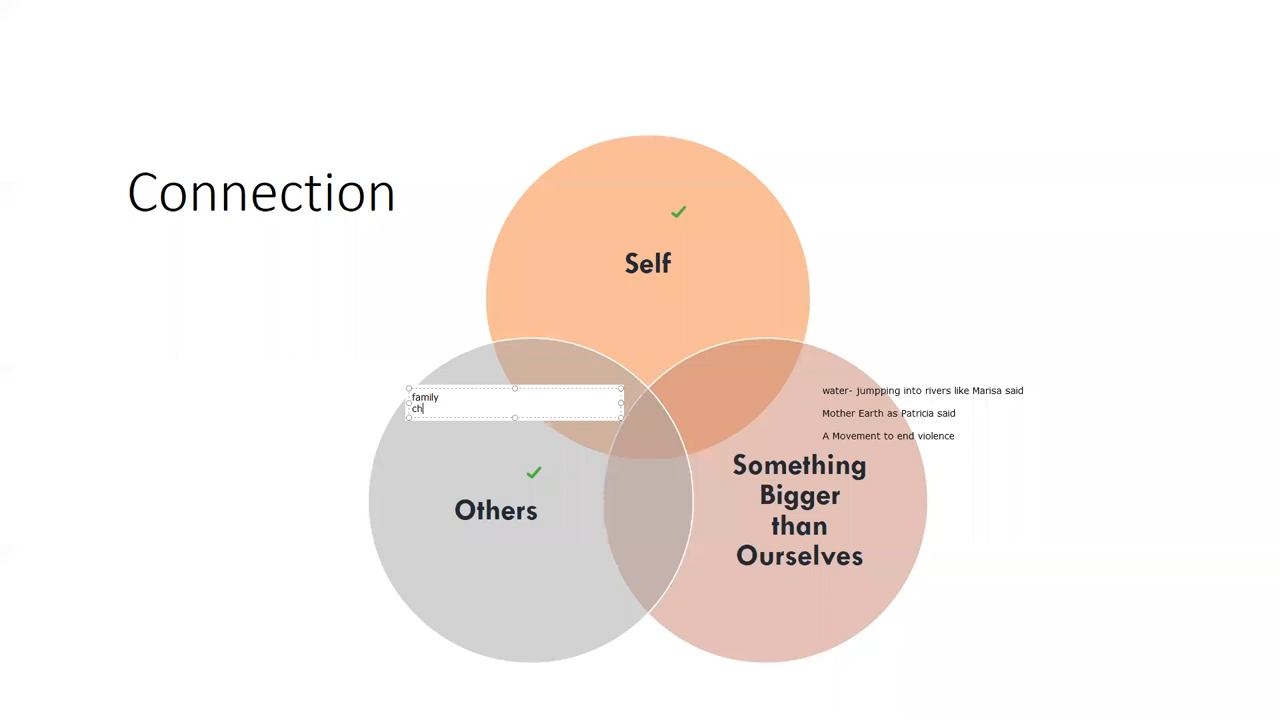 Connection
Self
family
ch
water- jumpping into rivers like Marisa said
Mother Earth as Patricia said
A Movement to end violence
Others
Something
Bigger
than
Ourselves